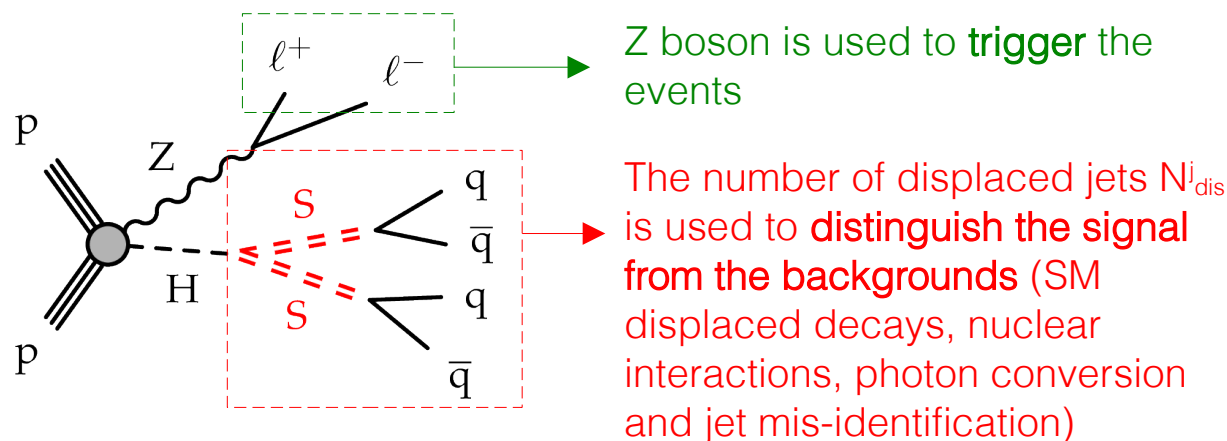 ℓ⁺
ℓ⁻
Z boson is used to trigger the
events
p
Z
S
q
q̅
H
S
q
q̅
p
The number of displaced jets Nʲdis
is used to distinguish the signal
from the backgrounds (SM
displaced decays, nuclear
interactions, photon conversion
and jet mis-identification)